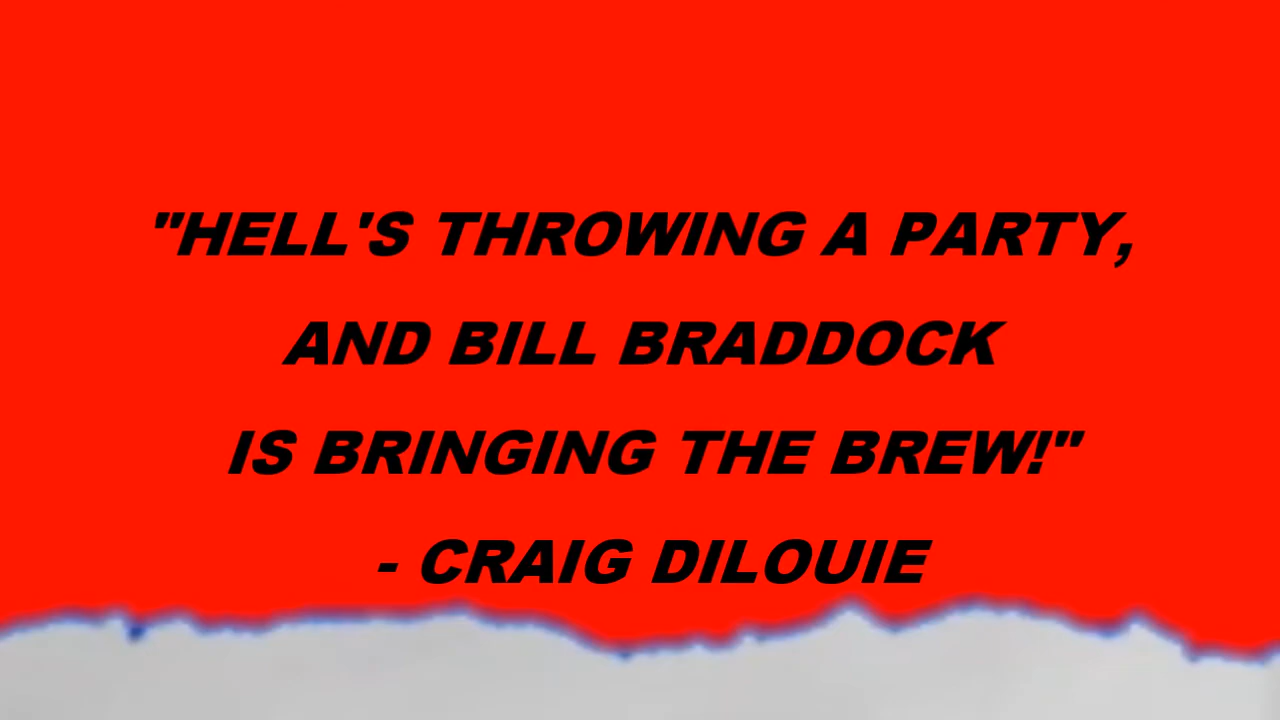 "HELL'S THROWING A PARTY,
AND BILL BRADDOCK
IS BRINGING THE BREW!"
- CRAIG DILOUIE